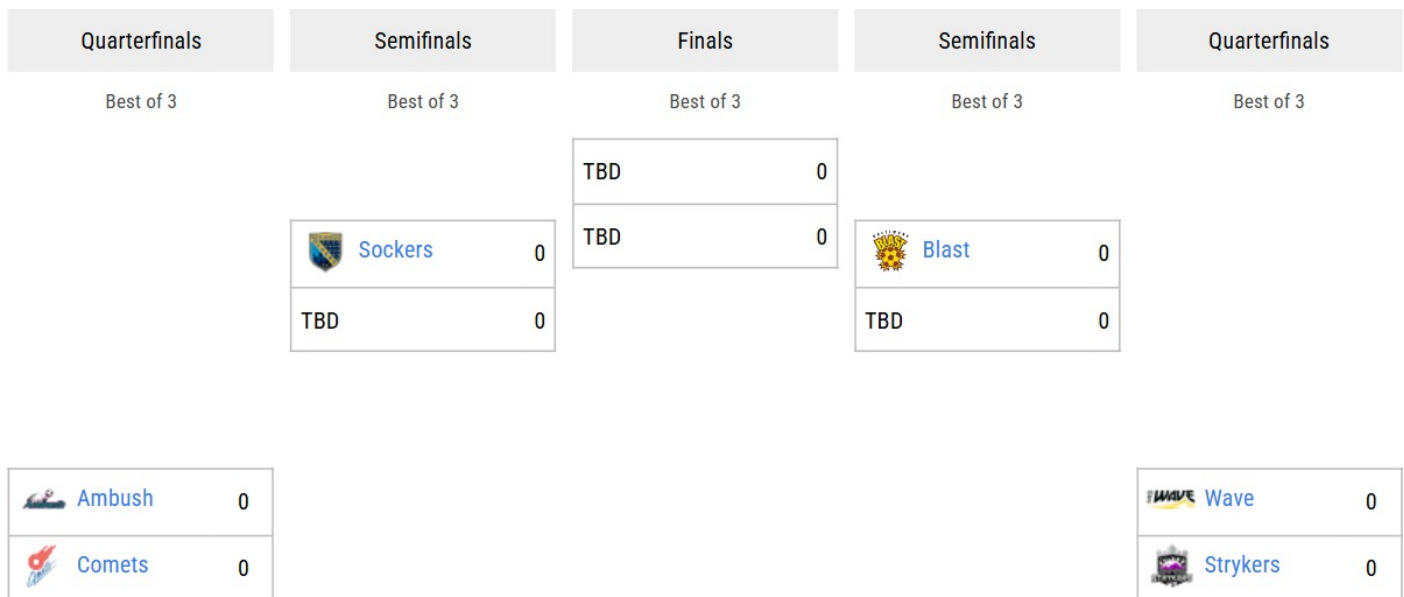 Quarterfinals Semifinals Finals Semifinals Quarterfinals
Best of 3 Best of 3 Best of 3 Best of 3 Best of 3
TBD 0
TBD 0
Sockers 0
TBD 0
BLAST Blast 0
TBD 0
Ambush 0
Comets 0
WAVE Wave 0
STRYKERS Strykers 0